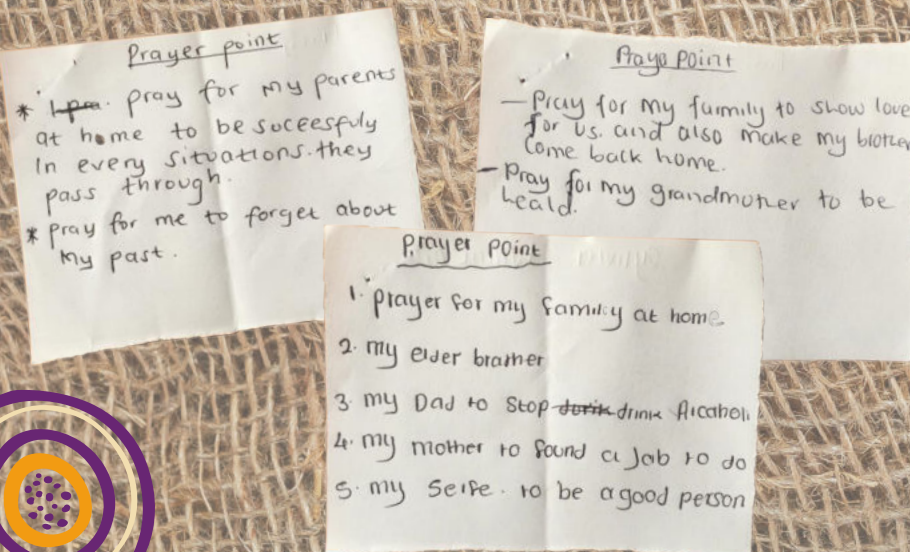 Prayer point
* I pra. pray for my parents
at home to be suceesfuly
In every situations. they
pass through.
* pray for me to forget about
my past.
Praye point
– Pray for my farmily to show love
for us. and also make my brother
come back home.
– Pray for my grandmother to be
heald.
Prayer point
1. prayer for my family at home
2. my elder brather
3. my Dad to stop durik drink Alcahol
4. my mother to found a Job to do
5. my selfe. to be a good person